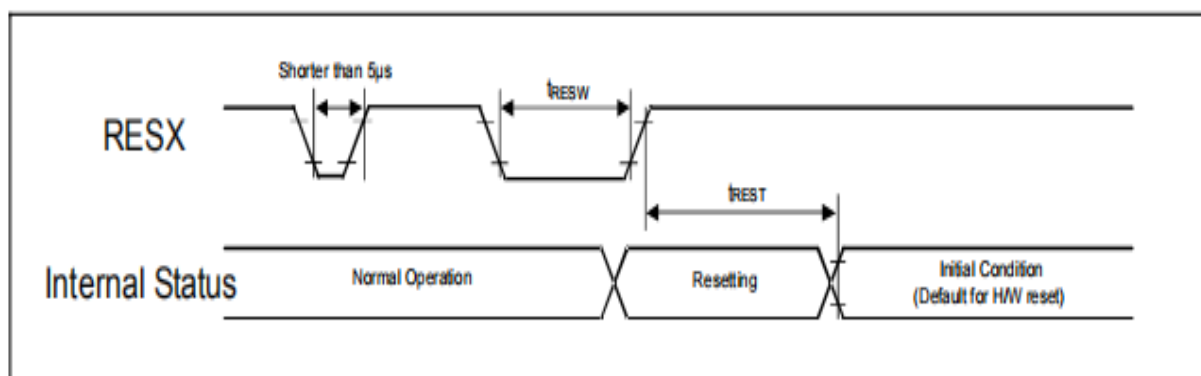 Shorter than 5µs
tRESW
RESX
tREST
Internal Status
Normal Operation
Resetting
Initial Condition
(Default for H/W reset)